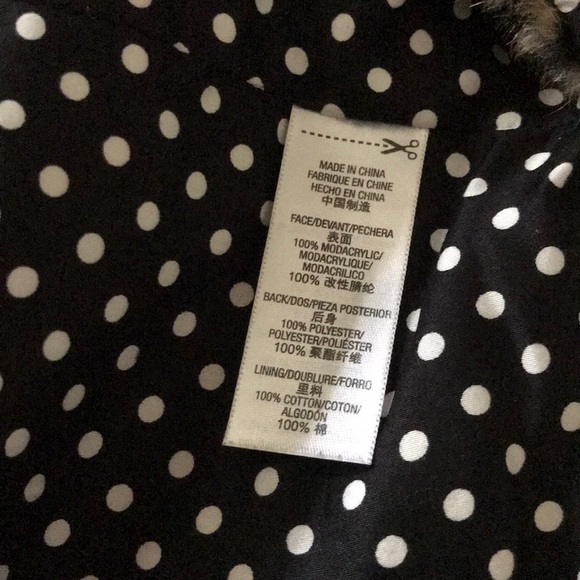 MADE IN CHINA
FABRIQUE EN CHINE
HECHO EN CHINA
中国制造
FACE/DEVANT/PECHERA
表面
100% MODACRYLIC/
MODACRYLIQUE/
MODACRILICO
100% 改性腈纶
BACK/DOS/PIEZA POSTERIOR
后身
100% POLYESTER/
POLYESTER/POLIÉSTER
100% 聚酯纤维
LINING/DOUBLURE/FORRO
里料
100% COTTON/COTON/
ALGODÓN
100% 棉